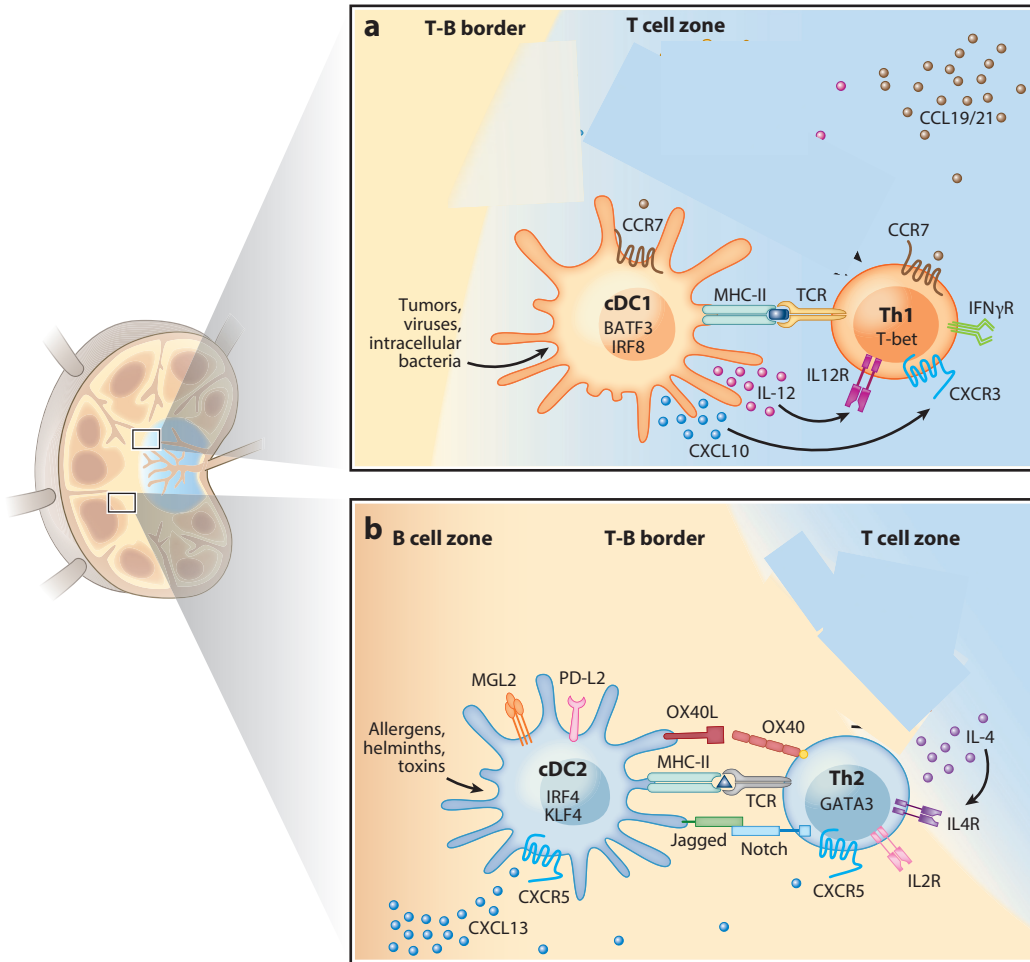 a
T-B border
T cell zone
CCL19/21
CCR7
CCR7
Tumors,
viruses,
intracellular
bacteria
cDC1
BATF3
IRF8
MHC-II
TCR
Th1
T-bet
IFNγR
IL12R
IL-12
CXCR3
CXCL10
b
B cell zone
T-B border
T cell zone
MGL2
PD-L2
Allergens,
helminths,
toxins
OX40L
OX40
IL-4
cDC2
IRF4
KLF4
MHC-II
TCR
Th2
GATA3
IL4R
Jagged
Notch
IL2R
CXCR5
CXCR5
CXCL13